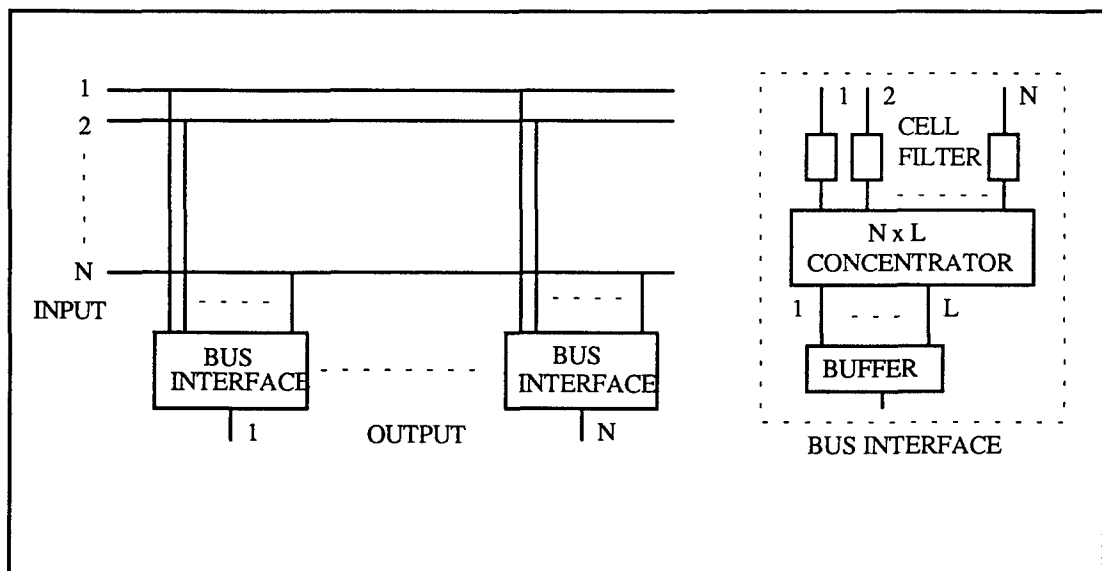 1
2
N
INPUT
BUS
INTERFACE
1
OUTPUT
BUS
INTERFACE
N
1 2 N
CELL
FILTER
N x L
CONCENTRATOR
1 L
BUFFER
BUS INTERFACE